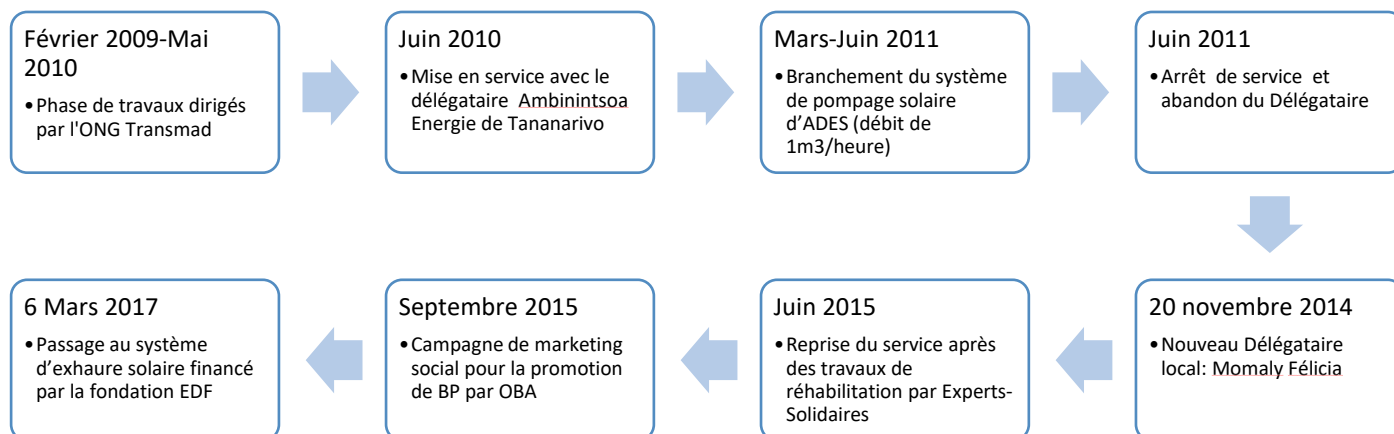 Février 2009-Mai
2010
•Phase de travaux dirigés
par l'ONG Transmad
Juin 2010
•Mise en service avec le
délégataire Ambinintsoa
Energie de Tananarivo
Mars-Juin 2011
•Branchement du système
de pompage solaire
d’ADES (débit de
1m3/heure)
Juin 2011
•Arrêt de service et
abandon du Délégataire
20 novembre 2014
•Nouveau Délégataire
local: Momaly Félicia
Juin 2015
•Reprise du service après
des travaux de
réhabilitation par Experts-
Solidaires
Septembre 2015
•Campagne de marketing
social pour la promotion
de BP par OBA
6 Mars 2017
•Passage au système
d’exhaure solaire financé
par la fondation EDF